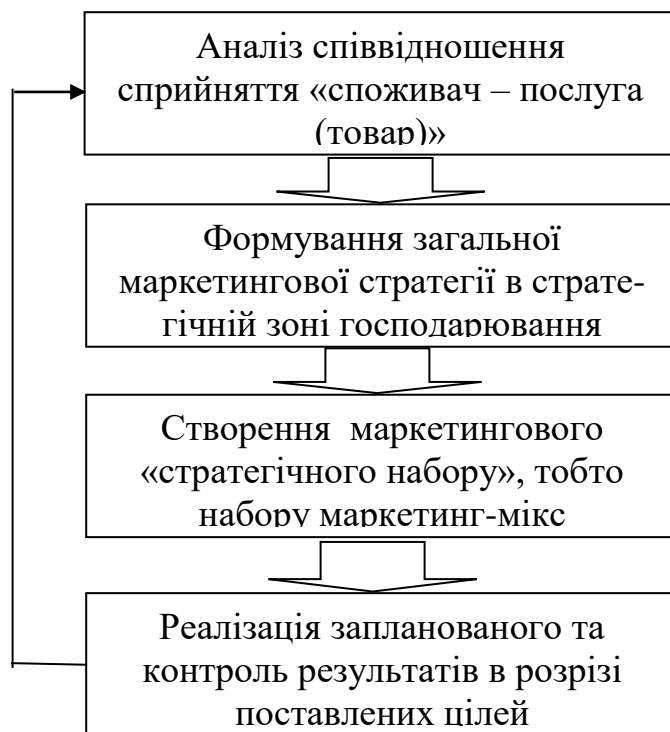 Аналіз співвідношення
сприйняття «споживач – послуга
(товар)»
Формування загальної
маркетингової стратегії в страте-
гічній зоні господарювання
Створення маркетингового
«стратегічного набору», тобто
набору маркетинг-мікс
Реалізація запланованого та
контроль результатів в розрізі
поставлених цілей